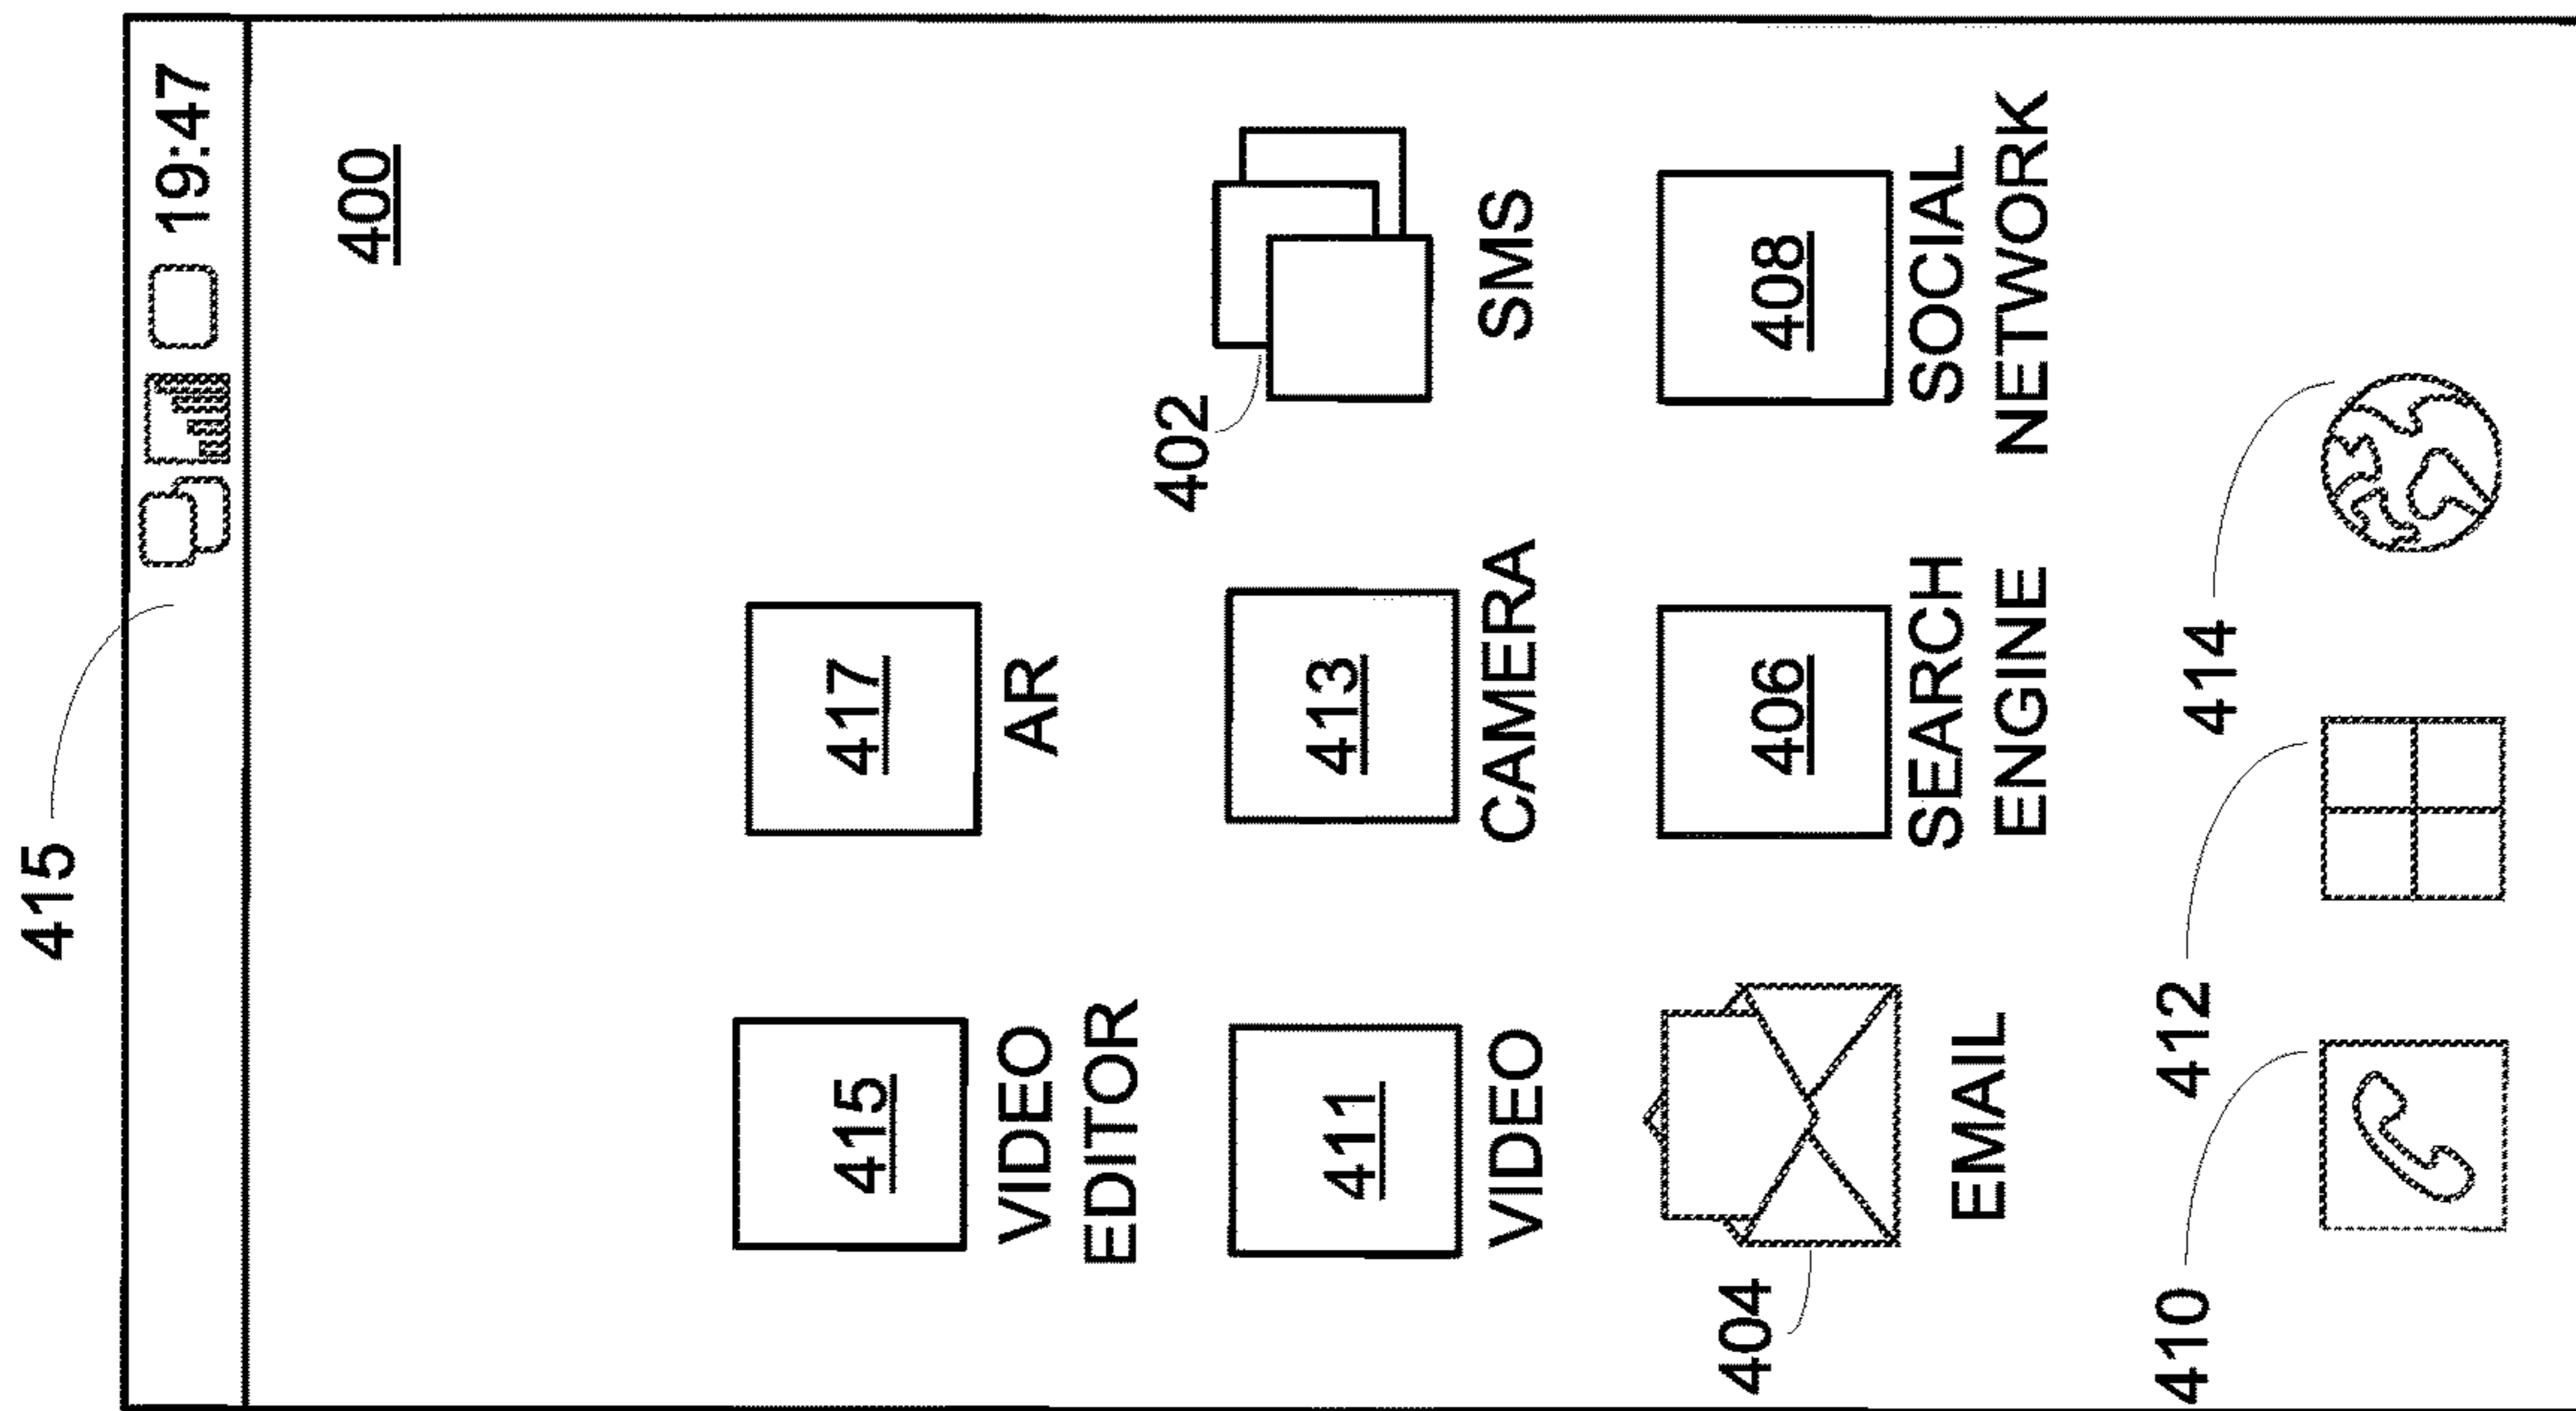 415
19:47
400
415
417
VIDEO
EDITOR
AR
402
411
413
VIDEO
CAMERA
SMS
404
406
408
EMAIL
SEARCH
ENGINE
SOCIAL
NETWORK
410
412
414